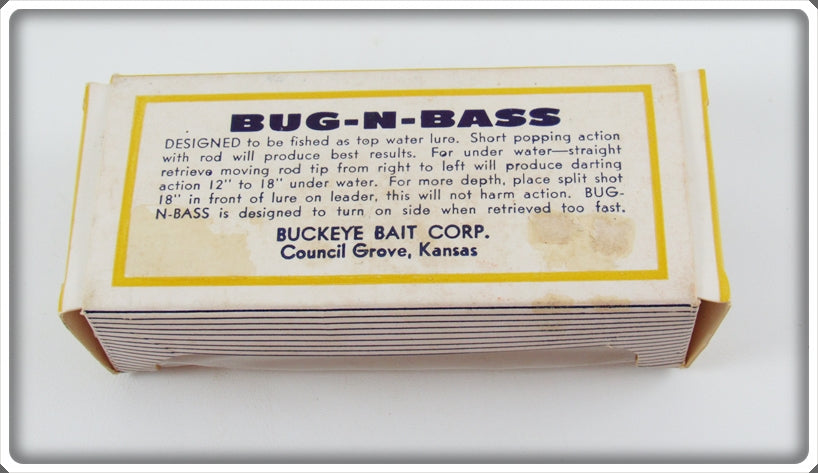 BUG-N-BASS
DESIGNED to be fished as top water lure. Short popping action
with rod will produce best results. For under water—straight
retrieve moving rod tip from right to left will produce darting
action 12" to 18" under water. For more depth, place split shot
18" in front of lure on leader, this will not harm action. BUG-
N-BASS is designed to turn on side when retrieved too fast.
BUCKEYE BAIT CORP.
Council Grove, Kansas